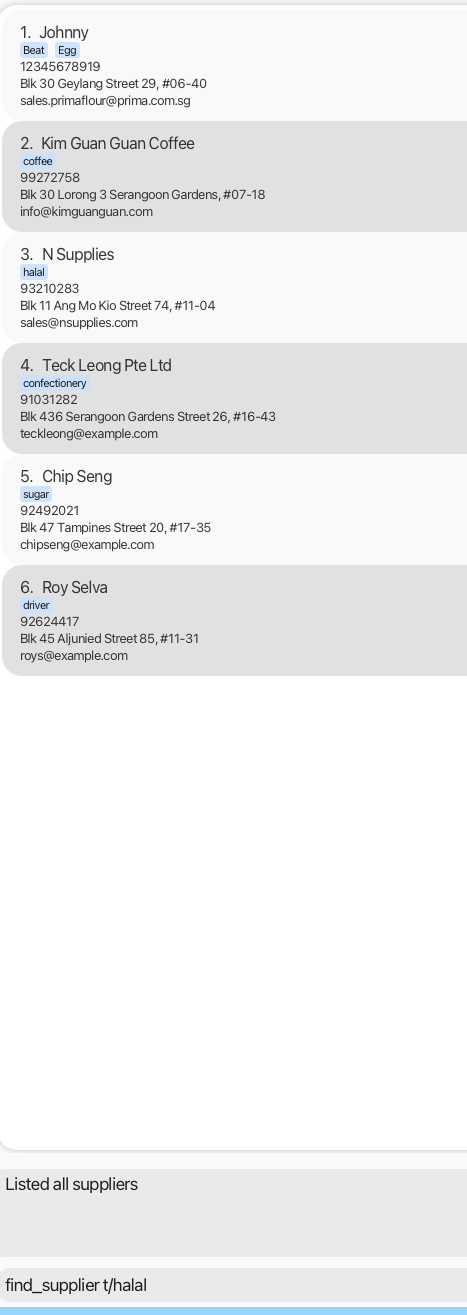 1. Johnny
Beat Egg
12345678919
Blk 30 Geylang Street 29, #06-40
sales.primaflour@prima.com.sg
2. Kim Guan Guan Coffee
coffee
99272758
Blk 30 Lorong 3 Serangoon Gardens, #07-18
info@kimguanguan.com
3. N Supplies
halal
93210283
Blk 11 Ang Mo Kio Street 74, #11-04
sales@nsupplies.com
4. Teck Leong Pte Ltd
confectionery
91031282
Blk 436 Serangoon Gardens Street 26, #16-43
teckleong@example.com
5. Chip Seng
sugar
92492021
Blk 47 Tampines Street 20, #17-35
chipseng@example.com
6. Roy Selva
driver
92624417
Blk 45 Aljunied Street 85, #11-31
roys@example.com
Listed all suppliers
find_supplier t/halal